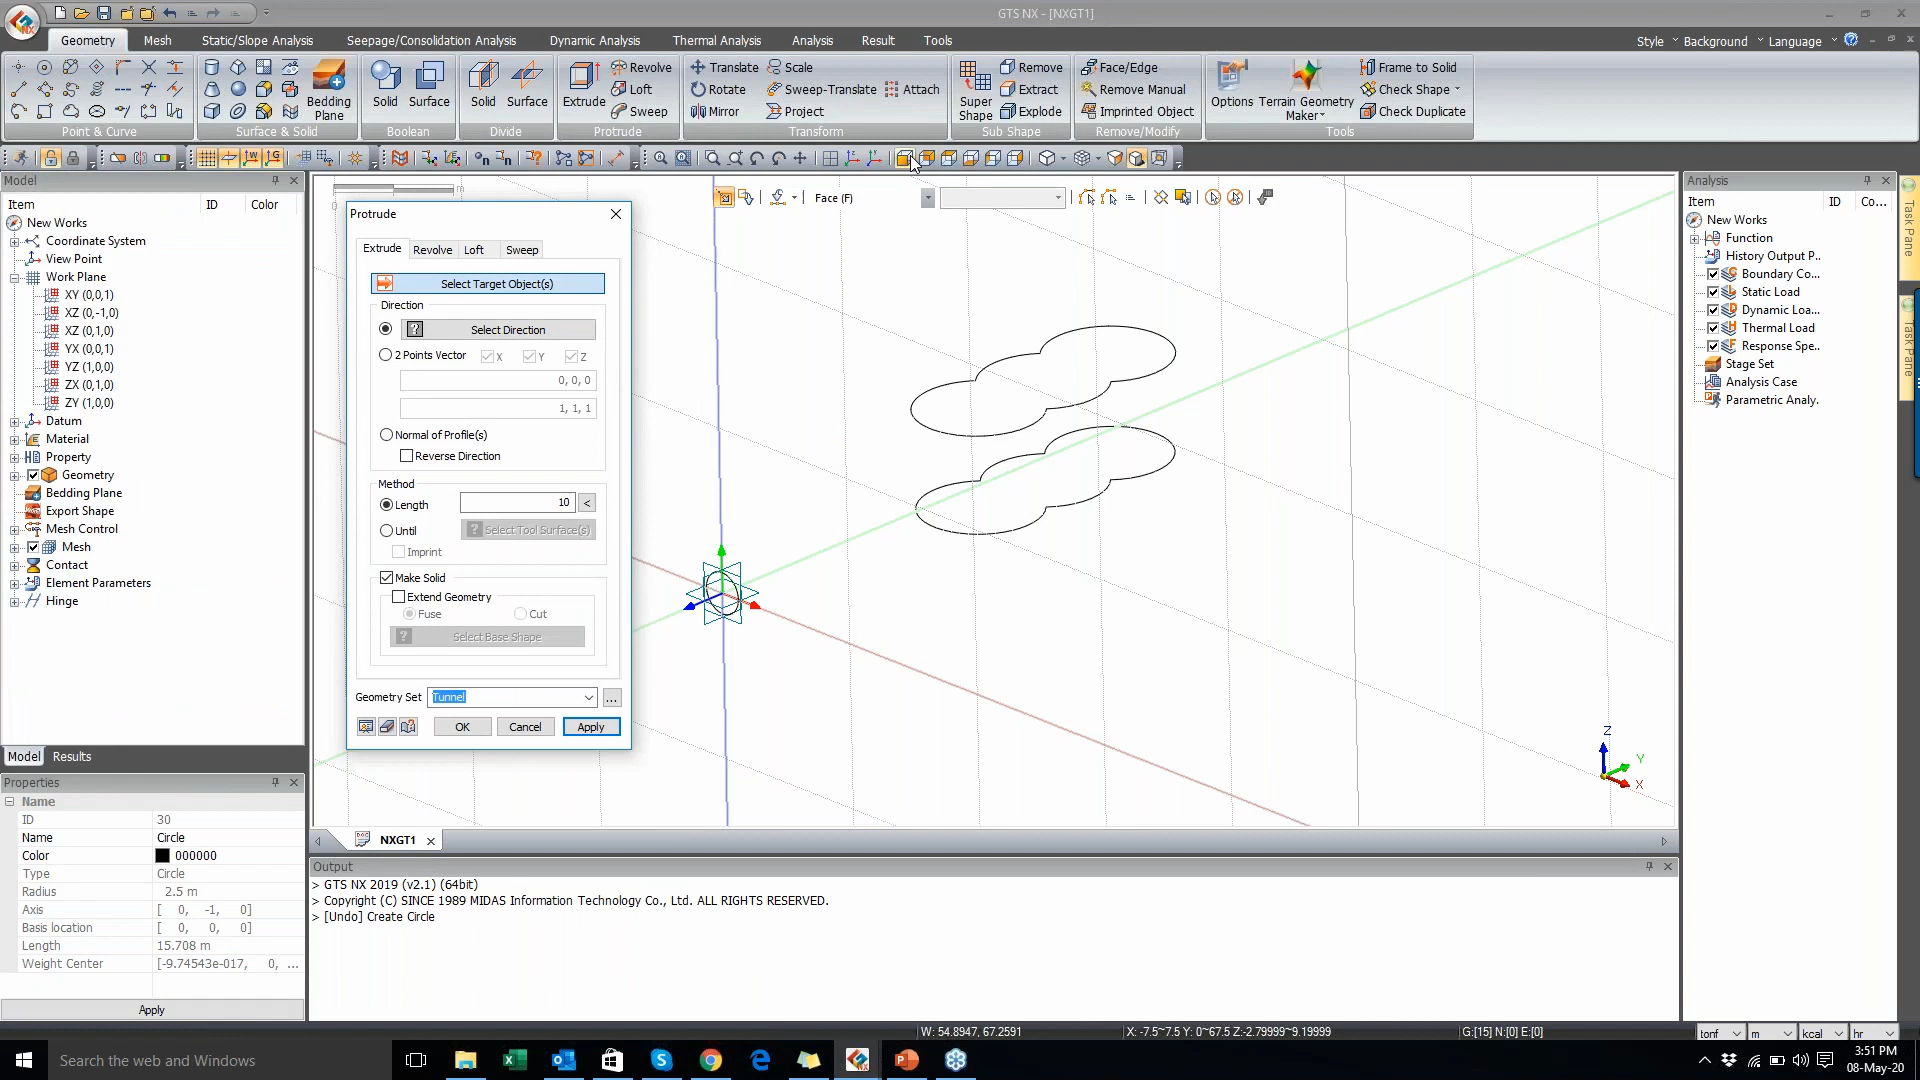 GTS NX - [NXGT1]
Geometry Mesh Static/Slope Analysis Seepage/Consolidation Analysis Dynamic Analysis Thermal Analysis Analysis Result Tools
Style Background Language
Bedding Plane
Solid Surface
Solid Surface
Extrude
Revolve
Loft
Sweep
Translate Scale
Rotate Sweep-Translate Attach
Mirror Project
Super Shape
Remove
Extract
Explode
Face/Edge
Remove Manual
Imprinted Object
Options Terrain Geometry Maker
Frame to Solid
Check Shape
Check Duplicate
Point & Curve Surface & Solid Boolean Divide Protrude Transform Sub Shape Remove/Modify Tools
Model
Item ID Color
New Works
Coordinate System
View Point
Work Plane
XY (0,0,1)
XZ (0,-1,0)
XZ (0,1,0)
YX (0,0,1)
YZ (1,0,0)
ZX (0,1,0)
ZY (1,0,0)
Datum
Material
Property
Geometry
Bedding Plane
Export Shape
Mesh Control
Mesh
Contact
Element Parameters
Hinge
Model Results
Properties
Name
ID 30
Name Circle
Color 000000
Type Circle
Radius 2.5 m
Axis [ 0, -1, 0]
Basis location [ 0, 0, 0]
Length 15.708 m
Weight Center [-9.74543e-017, 0, ...
Apply
Face (F)
0 m
Protrude
Extrude Revolve Loft Sweep
Select Target Object(s)
Direction
Select Direction
2 Points Vector X Y Z
0, 0, 0
1, 1, 1
Normal of Profile(s)
Reverse Direction
Method
Length 10 <
Until Select Tool Surface(s)
Imprint
Make Solid
Extend Geometry
Fuse Cut
Select Base Shape
Geometry Set Tunnel ...
OK Cancel Apply
Z
Y
X
NXGT1
Output
> GTS NX 2019 (v2.1) (64bit)
> Copyright (C) SINCE 1989 MIDAS Information Technology Co., Ltd. ALL RIGHTS RESERVED.
> [Undo] Create Circle
Analysis
Item ID Co...
New Works
Function
History Output P..
Boundary Co...
Static Load
Dynamic Loa...
Thermal Load
Response Spe..
Stage Set
Analysis Case
Parametric Analy.
Task Pane
Task Pane
W: 54.8947, 67.2591 X: -7.5~7.5 Y: 0~67.5 Z:-2.79999~9.19999 G:[15] N:[0] E:[0] tonf m kcal hr
Search the web and Windows
3:51 PM
08-May-20